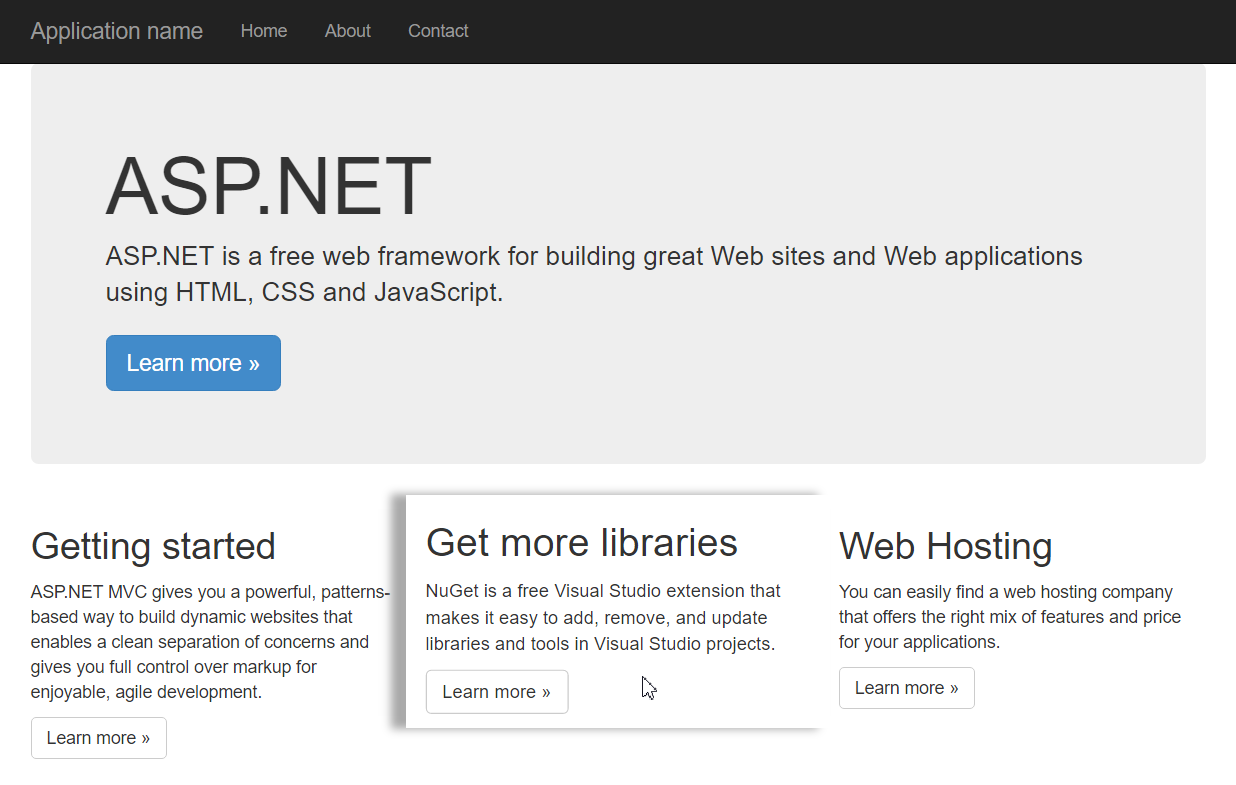 Application name Home About Contact
ASP.NET
ASP.NET is a free web framework for building great Web sites and Web applications
using HTML, CSS and JavaScript.
Learn more »
Getting started
ASP.NET MVC gives you a powerful, patterns-
based way to build dynamic websites that
enables a clean separation of concerns and
gives you full control over markup for
enjoyable, agile development.
Learn more »
Get more libraries
NuGet is a free Visual Studio extension that
makes it easy to add, remove, and update
libraries and tools in Visual Studio projects.
Learn more »
Web Hosting
You can easily find a web hosting company
that offers the right mix of features and price
for your applications.
Learn more »